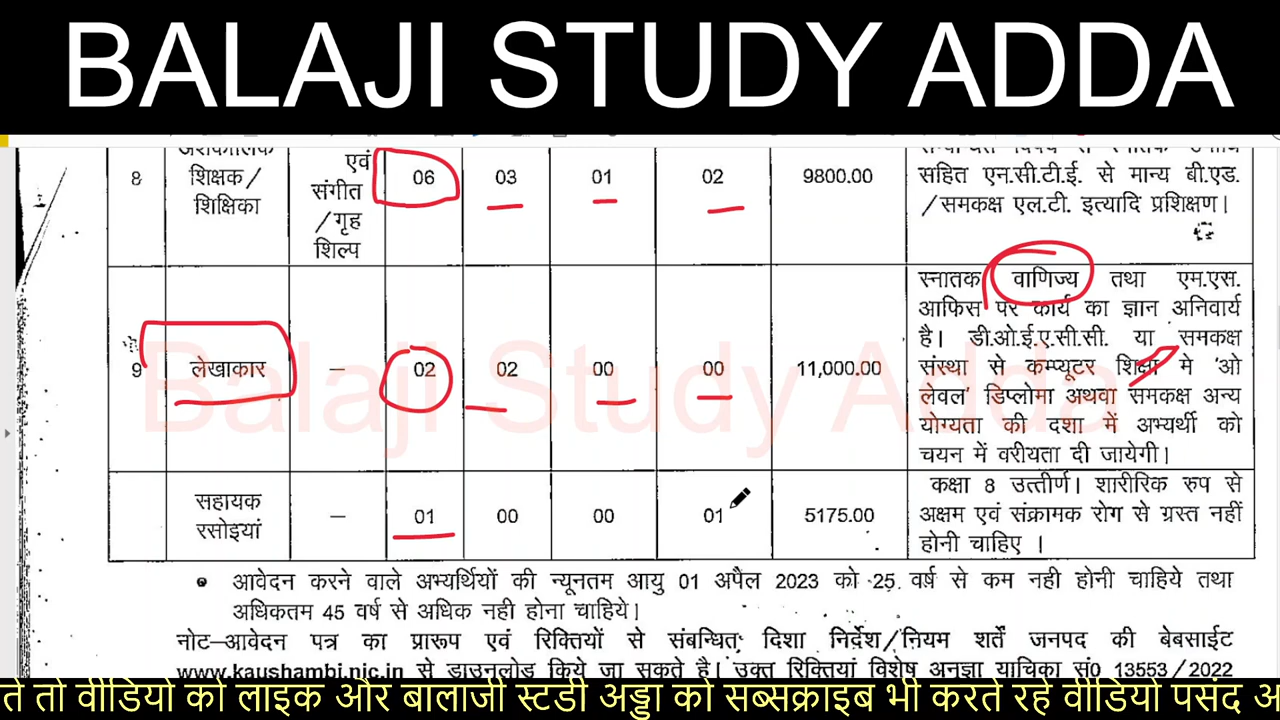 BALAJI STUDY ADDA
8
शिक्षक/
शिक्षिका
एवं
संगीत
/गृह
शिल्प
06
03
01
02
9800.00
सहित एन.सी.टी.ई. से मान्य बी.एड.
/समकक्ष एल.टी. इत्यादि प्रशिक्षण।
9
लेखाकार
–
02
02
00
00
11,000.00
स्नातक वाणिज्य तथा एम.एस.
आफिस पर कार्य का ज्ञान अनिवार्य
है। डी.ओ.ई.ए.सी.सी. या समकक्ष
संस्था से कम्प्यूटर शिक्षा मे 'ओ
लेवल' डिप्लोमा अथवा समकक्ष अन्य
योग्यता की दशा में अभ्यर्थी को
चयन में वरीयता दी जायेगी।
सहायक
रसोइयां
–
01
00
00
01
5175.00
कक्षा 8 उत्तीर्ण। शारीरिक रुप से
अक्षम एवं संक्रामक रोग से ग्रस्त नहीं
होनी चाहिए ।
Balaji Study Adda
• आवेदन करने वाले अभ्यर्थियों की न्यूनतम आयु 01 अप्रैल 2023 को 25 वर्ष से कम नही होनी चाहिये तथा
अधिकतम 45 वर्ष से अधिक नही होना चाहिये।
नोट–आवेदन पत्र का प्रारूप एवं रिक्तियों से संबन्धित दिशा निर्देश/नियम शर्ते जनपद की बेबसाईट
www.kaushambi.nic.in से डाउनलोड किये जा सकते है। उक्त रिक्तियां विशेष अनुज्ञा याचिका सं0 13553/2022
ते तो वीडियो को लाइक और बालाजी स्टडी अड्डा को सब्सक्राइब भी करते रहे वीडियो पसंद अ